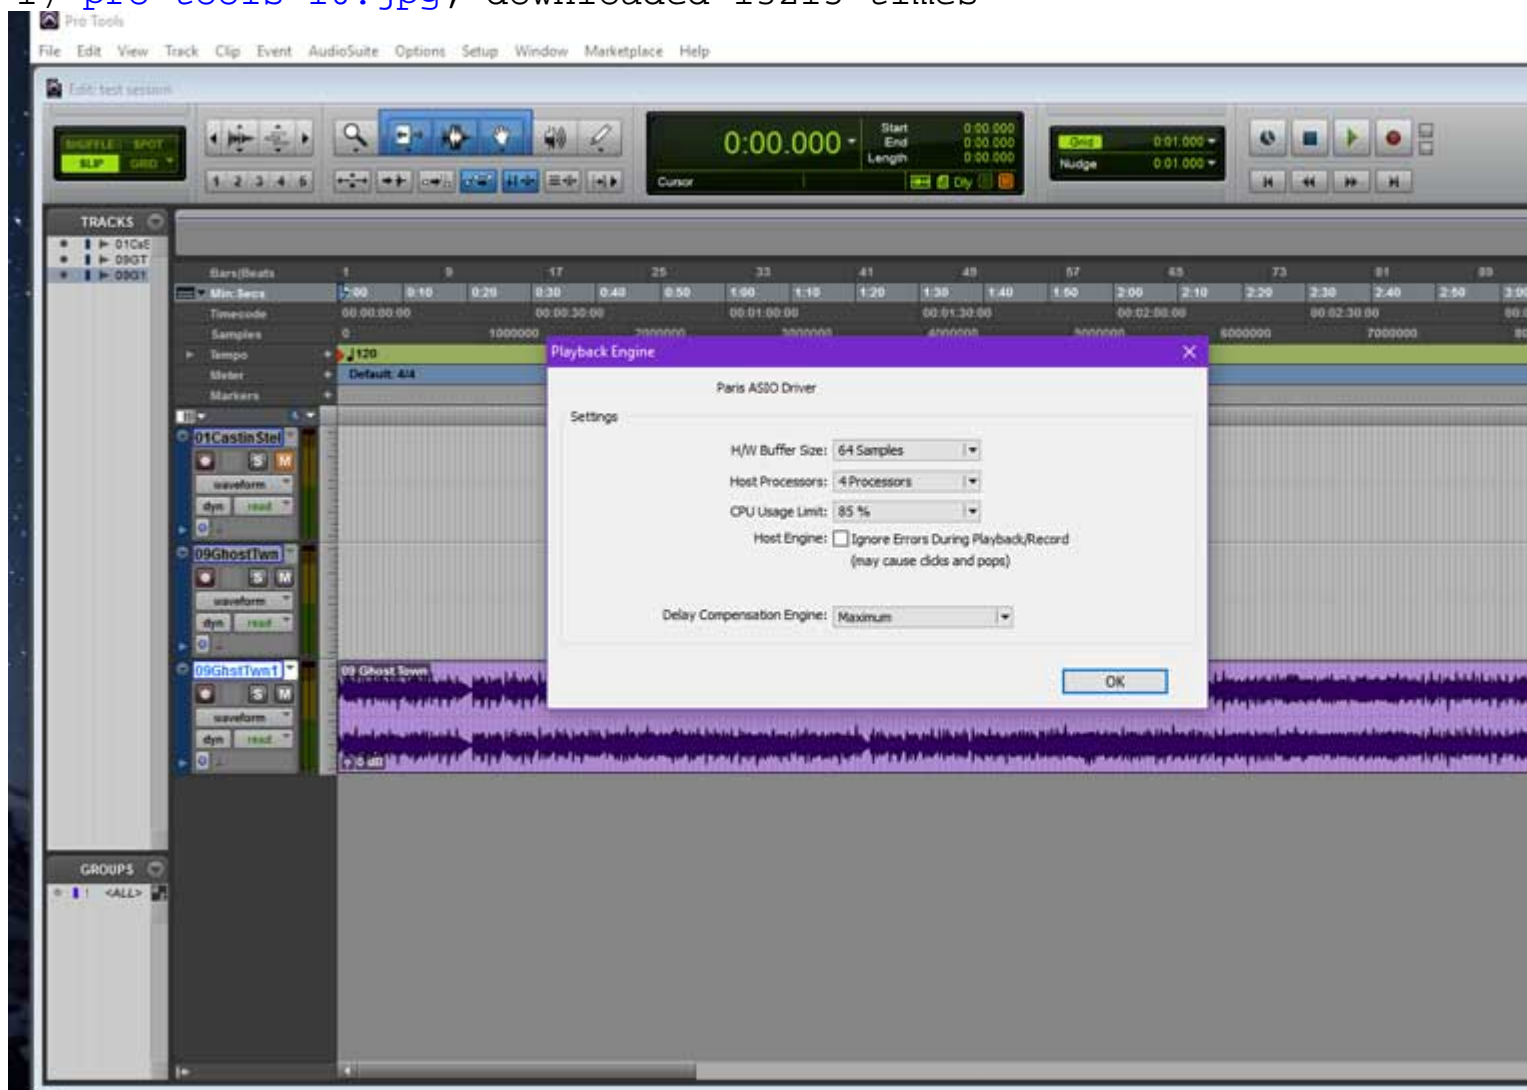 1) pro tools 10.jpg, downloaded 15215 times
Pro Tools
File Edit View Track Clip Event AudioSuite Options Setup Window Marketplace Help
Edit: test session
SHUFFLE SPOT
SLIP GRID
1 2 3 4 5
0:00.000
Start 0:00.000
End 0:00.000
Length 0:00.000
Cursor
Dly
Grid 0:01.000
Nudge 0:01.000
TRACKS
01CsS
09GT
09GT
Bars|Beats 1 9 17 25 33 41 49 57 65 73 81 89
Min:Secs 0:00 0:10 0:20 0:30 0:40 0:50 1:00 1:10 1:20 1:30 1:40 1:50 2:00 2:10 2:20 2:30 2:40 2:50 3:00
Timecode 00:00:00:00 00:00:30:00 00:01:00:00 00:01:30:00 00:02:00:00 00:02:30:00
Samples 0 1000000 2000000 3000000 4000000 5000000 6000000 7000000
Tempo 120
Meter Default: 4/4
Markers
Playback Engine
Paris ASIO Driver
Settings
H/W Buffer Size: 64 Samples
Host Processors: 4 Processors
CPU Usage Limit: 85 %
Host Engine: Ignore Errors During Playback/Record
(may cause clicks and pops)
Delay Compensation Engine: Maximum
OK
01CastinStel
S M
waveform
dyn read
09GhostTwn
S M
waveform
dyn read
09GhstTwn1
S M
waveform
dyn read
09 Ghost Town
0 dB
GROUPS
! <ALL>